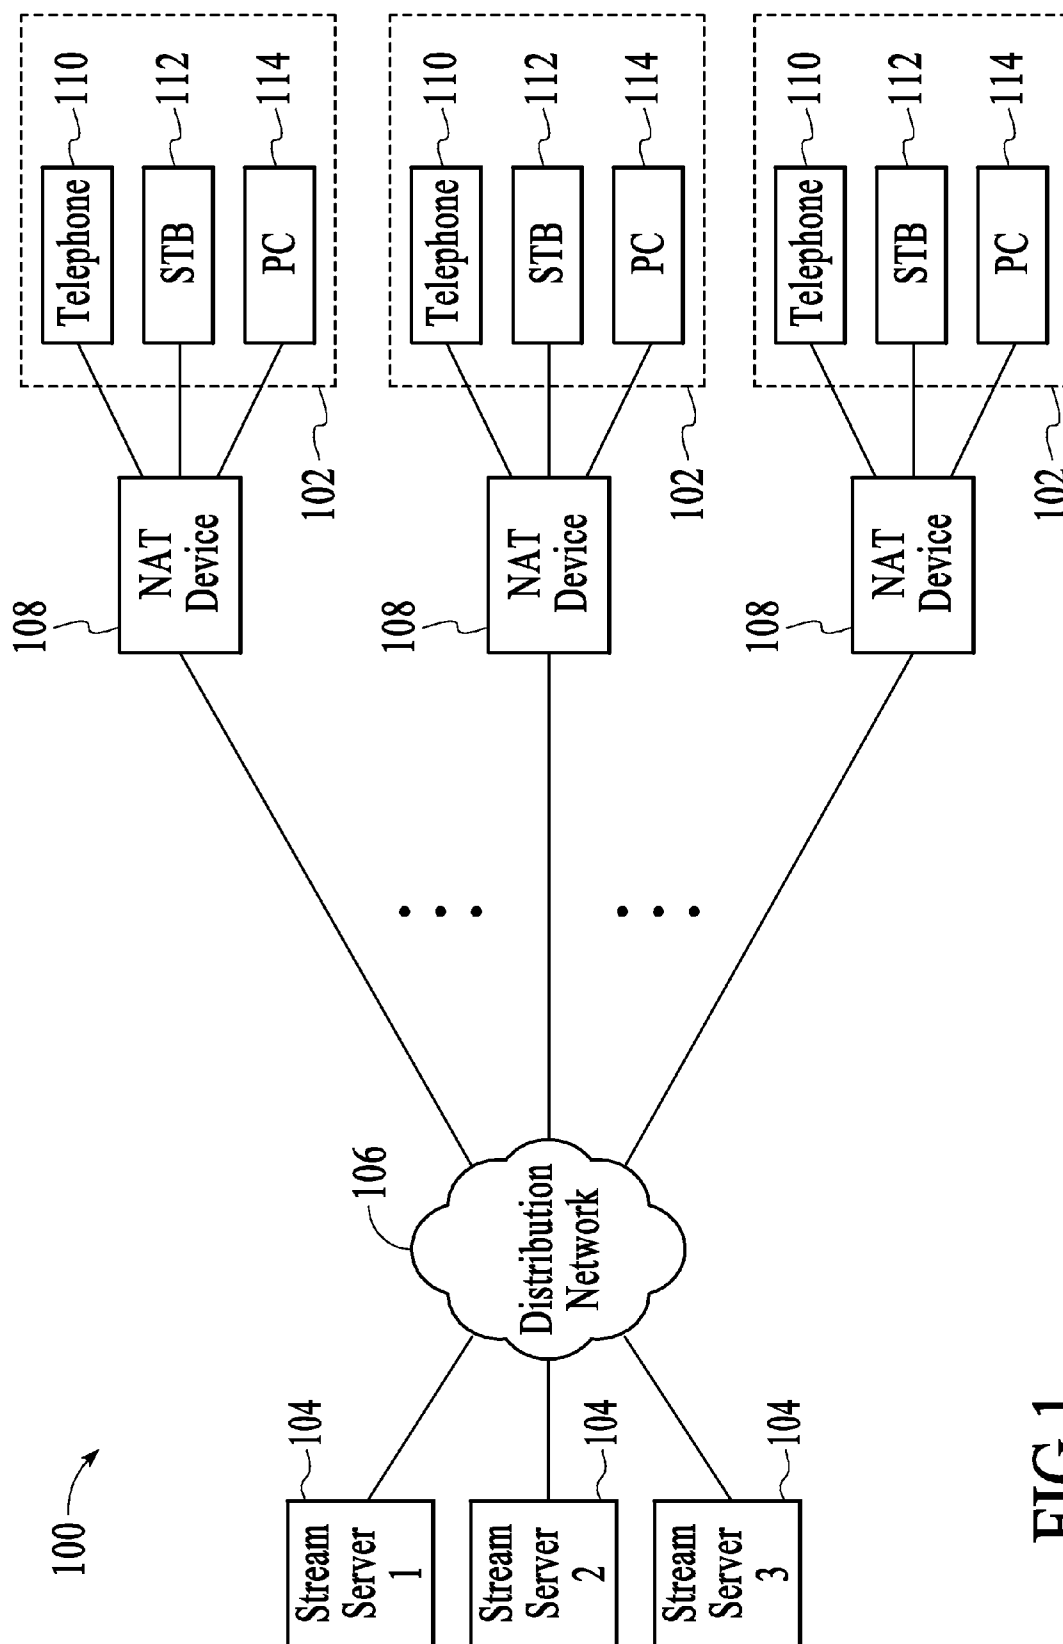 100
Stream
Server
1
104
Stream
Server
2
104
Stream
Server
3
104
106
Distribution
Network
108
NAT
Device
102
Telephone
110
STB
112
PC
114
108
NAT
Device
102
Telephone
110
STB
112
PC
114
108
NAT
Device
102
Telephone
110
STB
112
PC
114
FIG.1